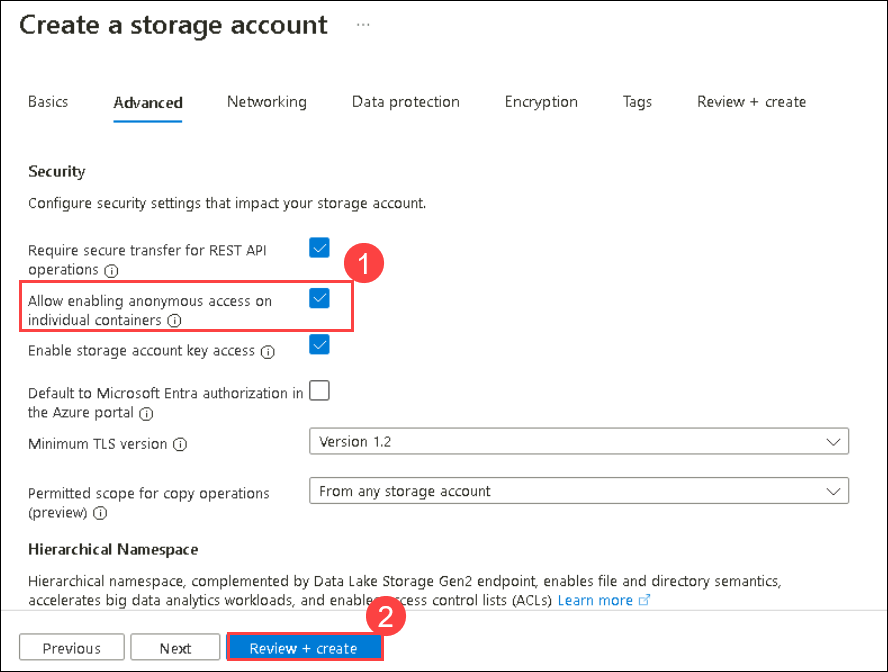 Create a storage account ...
Basics Advanced Networking Data protection Encryption Tags Review + create
Security
Configure security settings that impact your storage account.
Require secure transfer for REST API
operations
1
Allow enabling anonymous access on
individual containers
Enable storage account key access
Default to Microsoft Entra authorization in
the Azure portal
Minimum TLS version Version 1.2
Permitted scope for copy operations From any storage account
(preview)
Hierarchical Namespace
Hierarchical namespace, complemented by Data Lake Storage Gen2 endpoint, enables file and directory semantics,
accelerates big data analytics workloads, and control lists (ACLs) Learn more
2
Previous Next Review + create